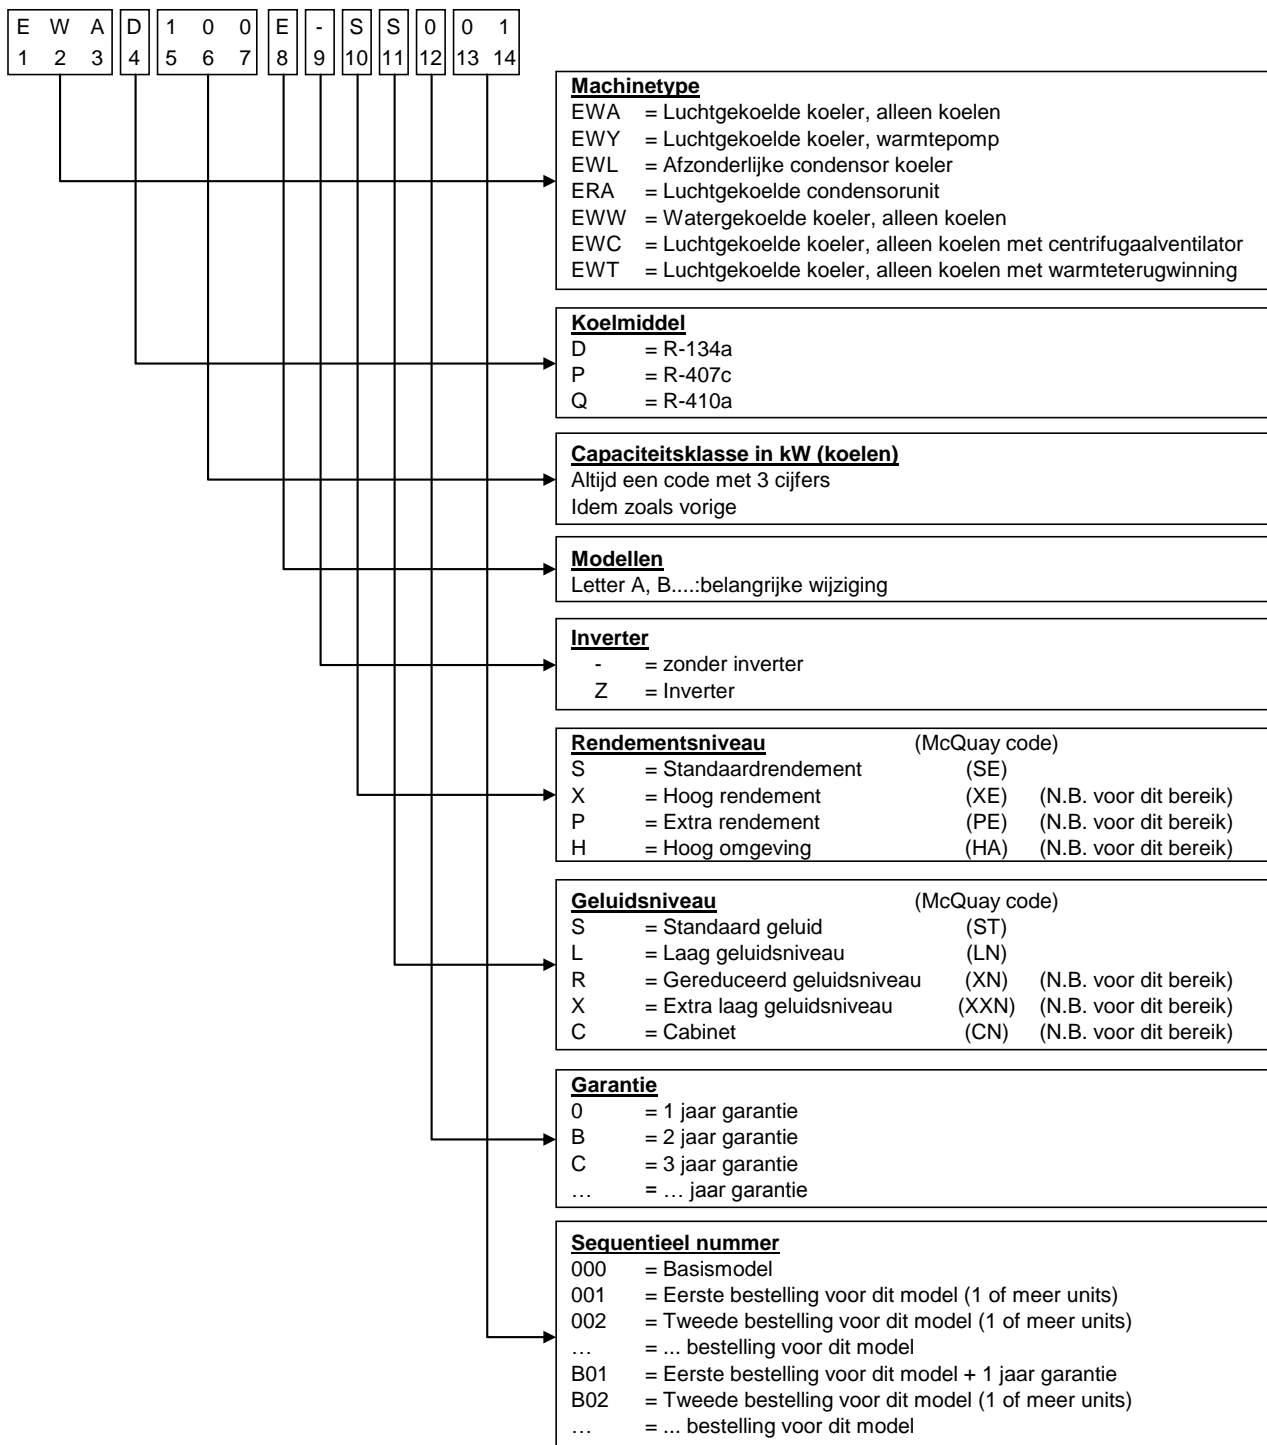 E W A D 1 0 0 E - S S 0 0 1
1 2 3 4 5 6 7 8 9 10 11 12 13 14
Machinetype
EWA = Luchtgekoelde koeler, alleen koelen
EWY = Luchtgekoelde koeler, warmtepomp
EWL = Afzonderlijke condensor koeler
ERA = Luchtgekoelde condensorunit
EWW = Watergekoelde koeler, alleen koelen
EWC = Luchtgekoelde koeler, alleen koelen met centrifugaalventilator
EWT = Luchtgekoelde koeler, alleen koelen met warmteterugwinning
Koelmiddel
D = R-134a
P = R-407c
Q = R-410a
Capaciteitsklasse in kW (koelen)
Altijd een code met 3 cijfers
Idem zoals vorige
Modellen
Letter A, B....:belangrijke wijziging
Inverter
- = zonder inverter
Z = Inverter
Rendementsniveau (McQuay code)
S = Standaardrendement (SE)
X = Hoog rendement (XE) (N.B. voor dit bereik)
P = Extra rendement (PE) (N.B. voor dit bereik)
H = Hoog omgeving (HA) (N.B. voor dit bereik)
Geluidsniveau (McQuay code)
S = Standaard geluid (ST)
L = Laag geluidsniveau (LN)
R = Gereduceerd geluidsniveau (XN) (N.B. voor dit bereik)
X = Extra laag geluidsniveau (XXN) (N.B. voor dit bereik)
C = Cabinet (CN) (N.B. voor dit bereik)
Garantie
0 = 1 jaar garantie
B = 2 jaar garantie
C = 3 jaar garantie
… = … jaar garantie
Sequentieel nummer
000 = Basismodel
001 = Eerste bestelling voor dit model (1 of meer units)
002 = Tweede bestelling voor dit model (1 of meer units)
… = ... bestelling voor dit model
B01 = Eerste bestelling voor dit model + 1 jaar garantie
B02 = Tweede bestelling voor dit model (1 of meer units)
… = ... bestelling voor dit model